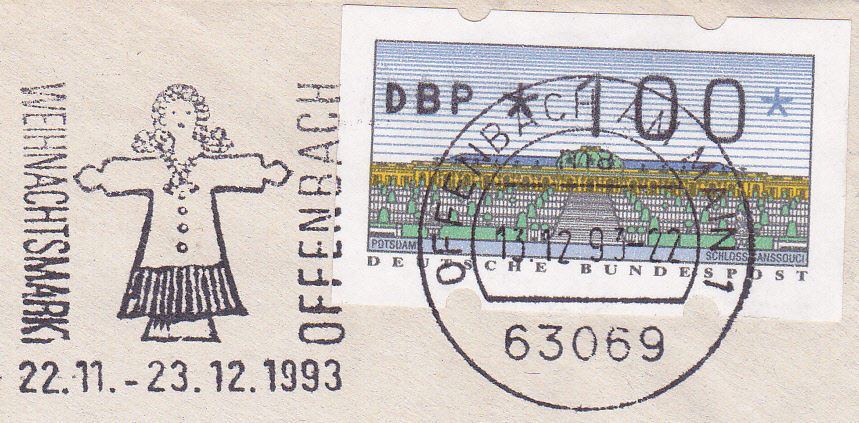 WEIHNACHTSMARKT
OFFENBACH
22.11.-23.12.1993
DBP * 100 *
OFFENBACH AM MAIN 1
13.12.93-22
63069
POTSDAM
SCHLOSS SANSSOUCI
DEUTSCHE BUNDESPOST